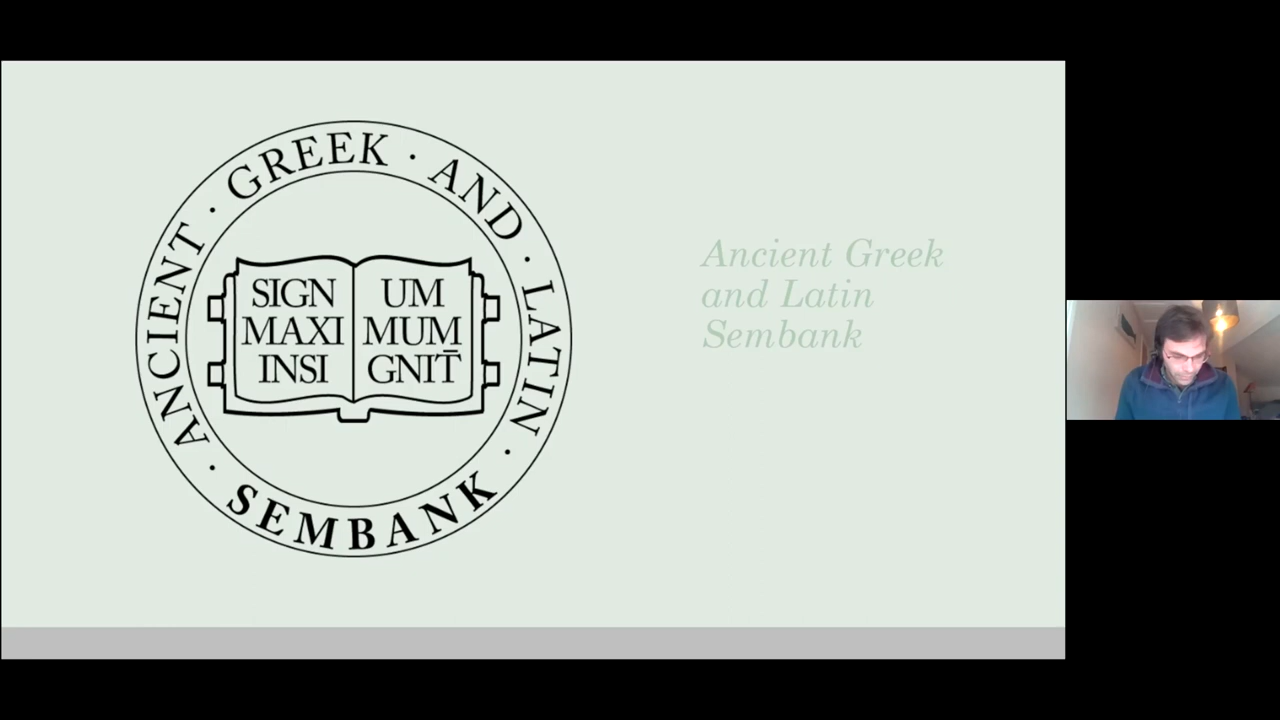 ANCIENT · GREEK · AND · LATIN · SEMBANK
SIGN UM
MAXI MUM
INSI GNIT̄
Ancient Greek
and Latin
Sembank